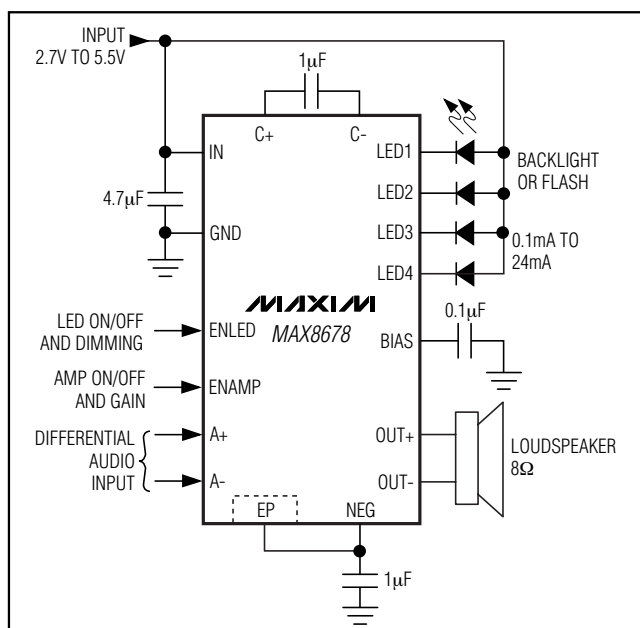 INPUT
2.7V TO 5.5V
1µF
C+
C-
IN
LED1
BACKLIGHT
OR FLASH
4.7µF
LED2
GND
LED3
0.1mA TO
24mA
LED4
MAXIM
MAX8678
0.1µF
LED ON/OFF
AND DIMMING
ENLED
BIAS
AMP ON/OFF
AND GAIN
ENAMP
DIFFERENTIAL
AUDIO
INPUT
A+
A-
OUT+
OUT-
LOUDSPEAKER
8Ω
EP
NEG
1µF